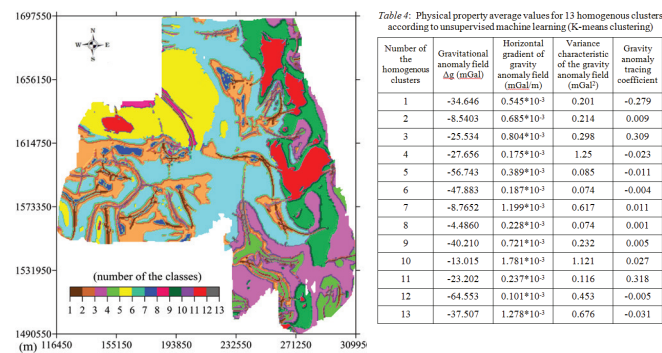 1697550
1656150
1614750
1573350
1531950
1490550
(m)
116450
155150
193850
232550
271250
309950
N
W
E
S
(number of the classes)
1 2 3 4 5 6 7 8 9 10 11 12 13
Table 4: Physical property average values for 13 homogenous clusters according to unsupervised machine learning (K-means clustering)
Number of the homogenous clusters
Gravitational anomaly field Δg (mGal)
Horizontal gradient of gravity anomaly field (mGal/m)
Variance characteristic of the gravity anomaly field (mGal²)
Gravity anomaly tracing coefficient
1 -34.646 0.545*10⁻³ 0.201 -0.279
2 -8.5403 0.685*10⁻³ 0.214 0.009
3 -25.534 0.804*10⁻³ 0.298 0.309
4 -27.656 0.175*10⁻³ 1.25 -0.023
5 -56.743 0.389*10⁻³ 0.085 -0.011
6 -47.883 0.187*10⁻³ 0.074 -0.004
7 -8.7652 1.199*10⁻³ 0.617 0.011
8 -4.4860 0.228*10⁻³ 0.074 0.001
9 -40.210 0.721*10⁻³ 0.232 0.005
10 -13.015 1.781*10⁻³ 1.121 0.027
11 -23.202 0.237*10⁻³ 0.116 0.318
12 -64.553 0.101*10⁻³ 0.453 -0.005
13 -37.507 1.278*10⁻³ 0.676 -0.031